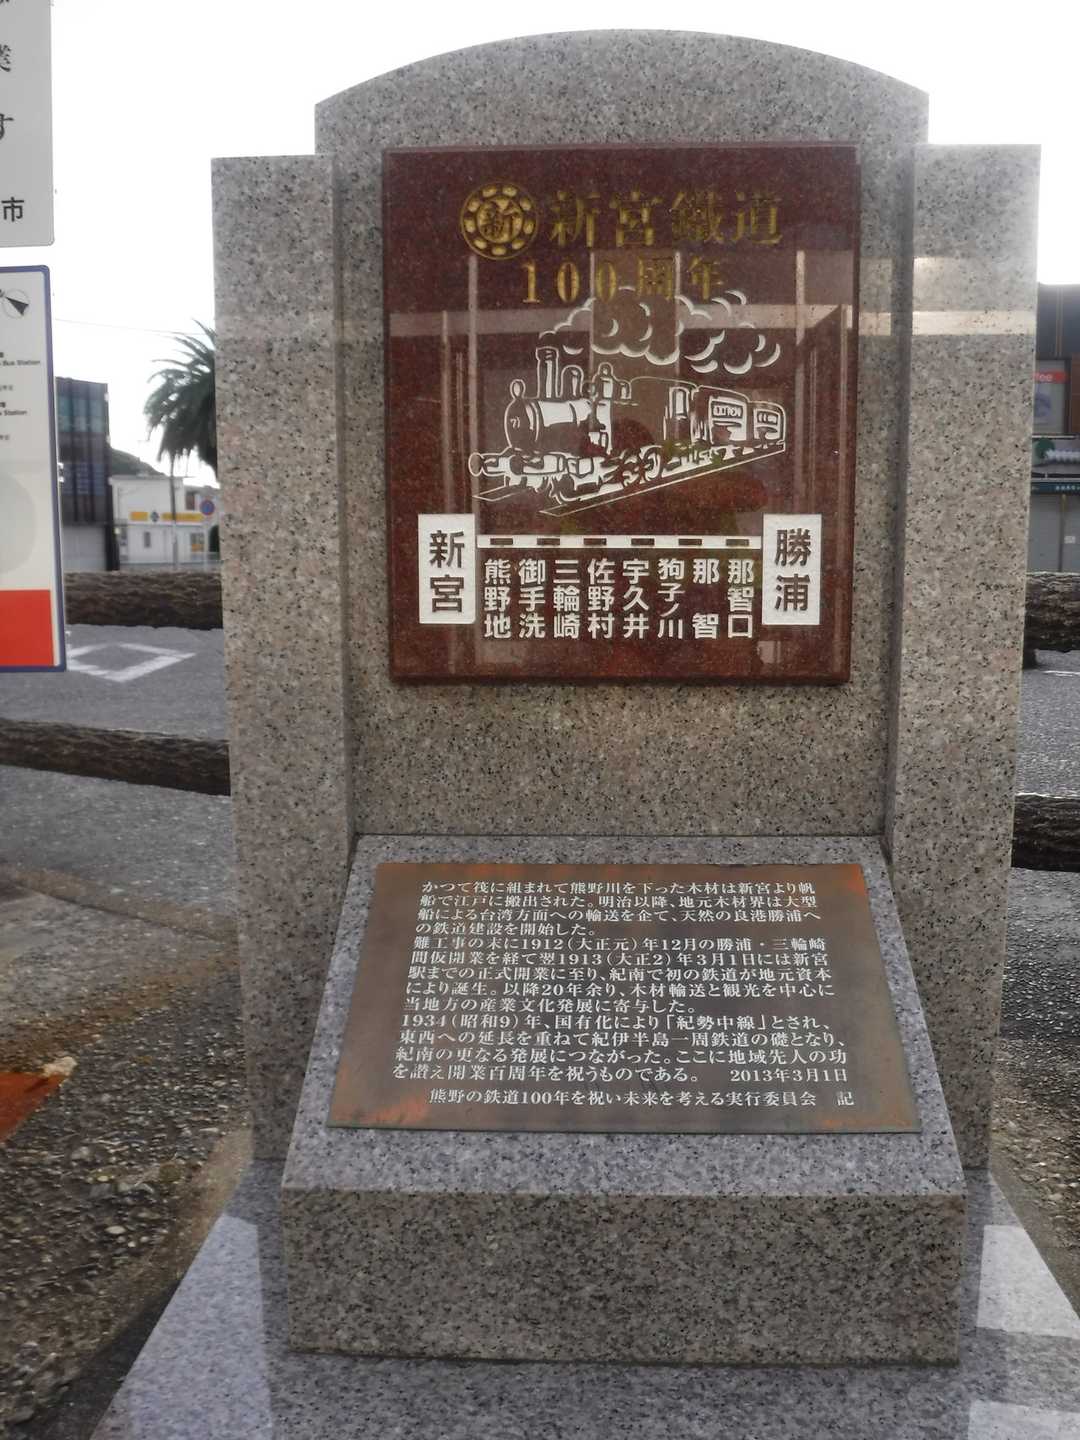 業
す
市
Bus Station
Station
新
新宮鐵道
100周年
新宮
熊野地
御手洗
三輪崎
佐野村
宇久井
狗子ノ川
那智
那智口
勝浦
かつて筏に組まれて熊野川を下った木材は新宮より帆
船で江戸に搬出された。明治以降、地元木材界は大型
船による台湾方面への輸送を企て、天然の良港勝浦へ
の鉄道建設を開始した。
難工事の末に1912(大正元)年12月の勝浦・三輪崎
間仮開業を経て翌1913(大正2)年3月1日には新宮
駅までの正式開業に至り、紀南で初の鉄道が地元資本
により誕生。以降20年余り、木材輸送と観光を中心に
当地方の産業文化発展に寄与した。
1934(昭和9)年、国有化により「紀勢中線」とされ、
東西への延長を重ねて紀伊半島一周鉄道の礎となり、
紀南の更なる発展につながった。ここに地域先人の功
を讃え開業百周年を祝うものである。 2013年3月1日
熊野の鉄道100年を祝い未来を考える実行委員会 記